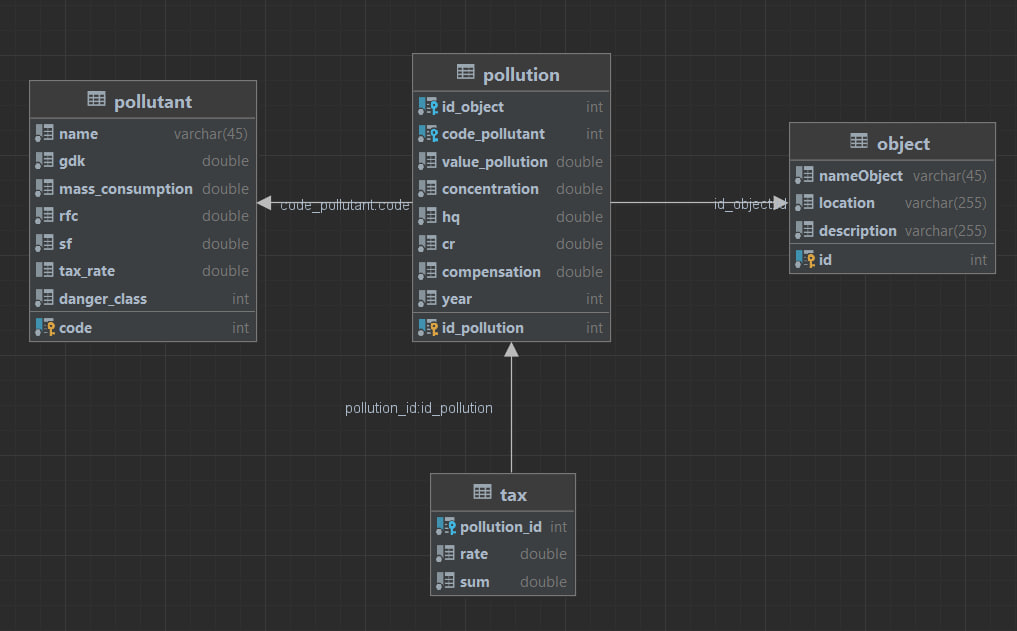 pollutant
name varchar(45)
gdk double
mass_consumption double
rfc double
sf double
tax_rate double
danger_class int
code int
code_pollutant:code
pollution
id_object int
code_pollutant int
value_pollution double
concentration double
hq double
cr double
compensation double
year int
id_pollution int
id_object:id
object
nameObject varchar(45)
location varchar(255)
description varchar(255)
id int
pollution_id:id_pollution
tax
pollution_id int
rate double
sum double